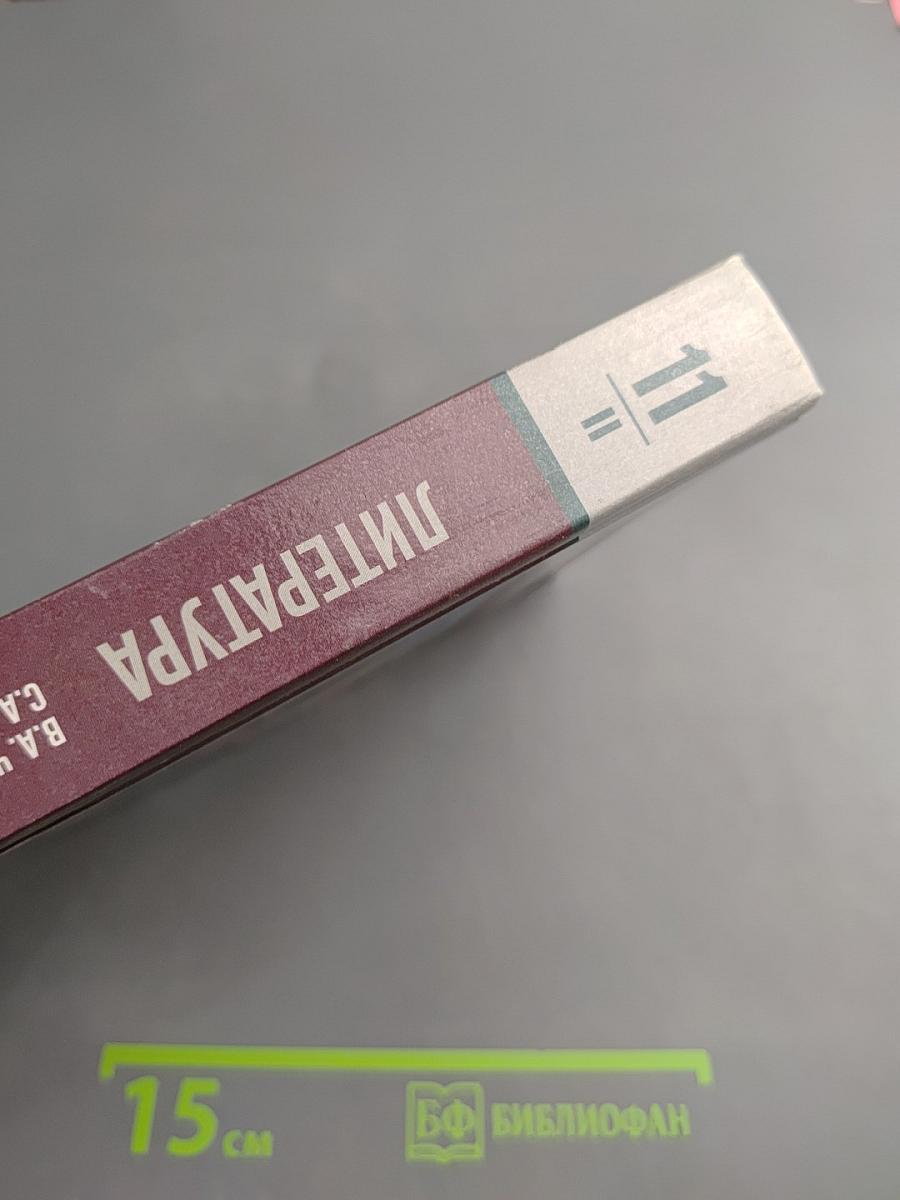 11
II
ЛИТЕРАТУРА
В.А. Ч
С.А.
15 см
БФ БИБЛИОФАН